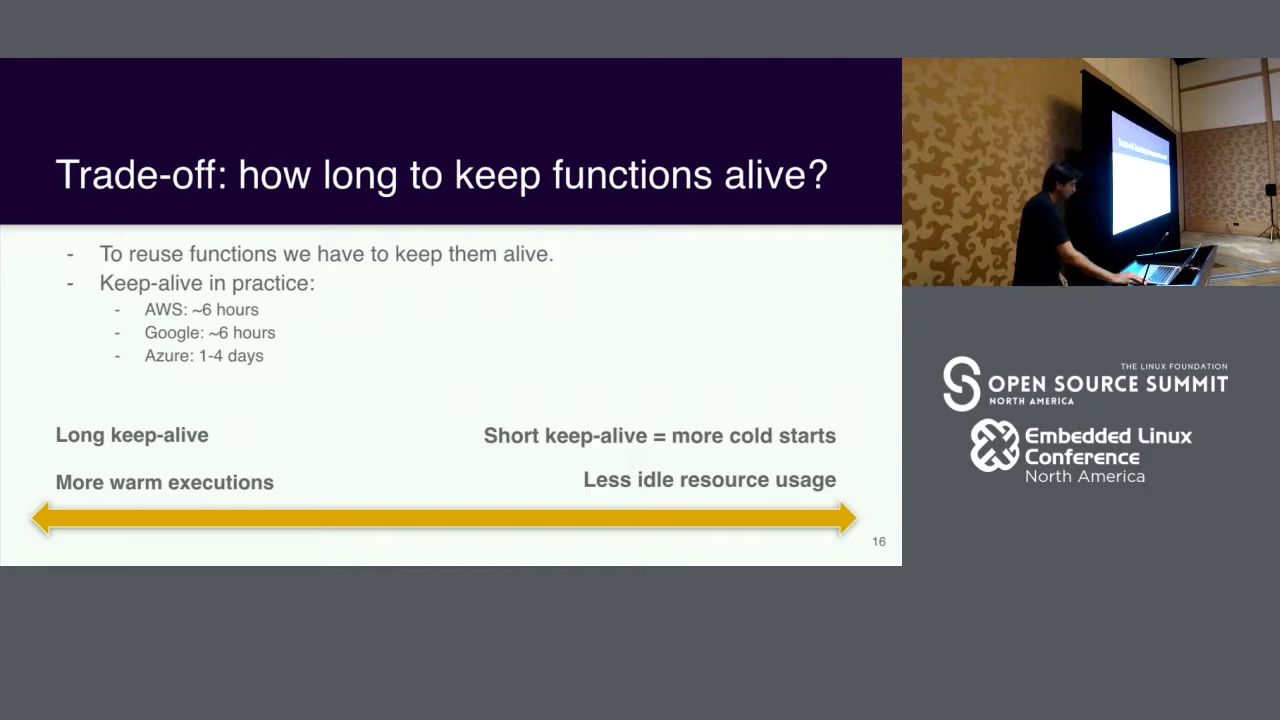 Trade-off: how long to keep functions alive?
- To reuse functions we have to keep them alive.
- Keep-alive in practice:
- AWS: ~6 hours
- Google: ~6 hours
- Azure: 1-4 days
Long keep-alive
Short keep-alive = more cold starts
More warm executions
Less idle resource usage
16
THE LINUX FOUNDATION
OPEN SOURCE SUMMIT
NORTH AMERICA
Embedded Linux
Conference
North America